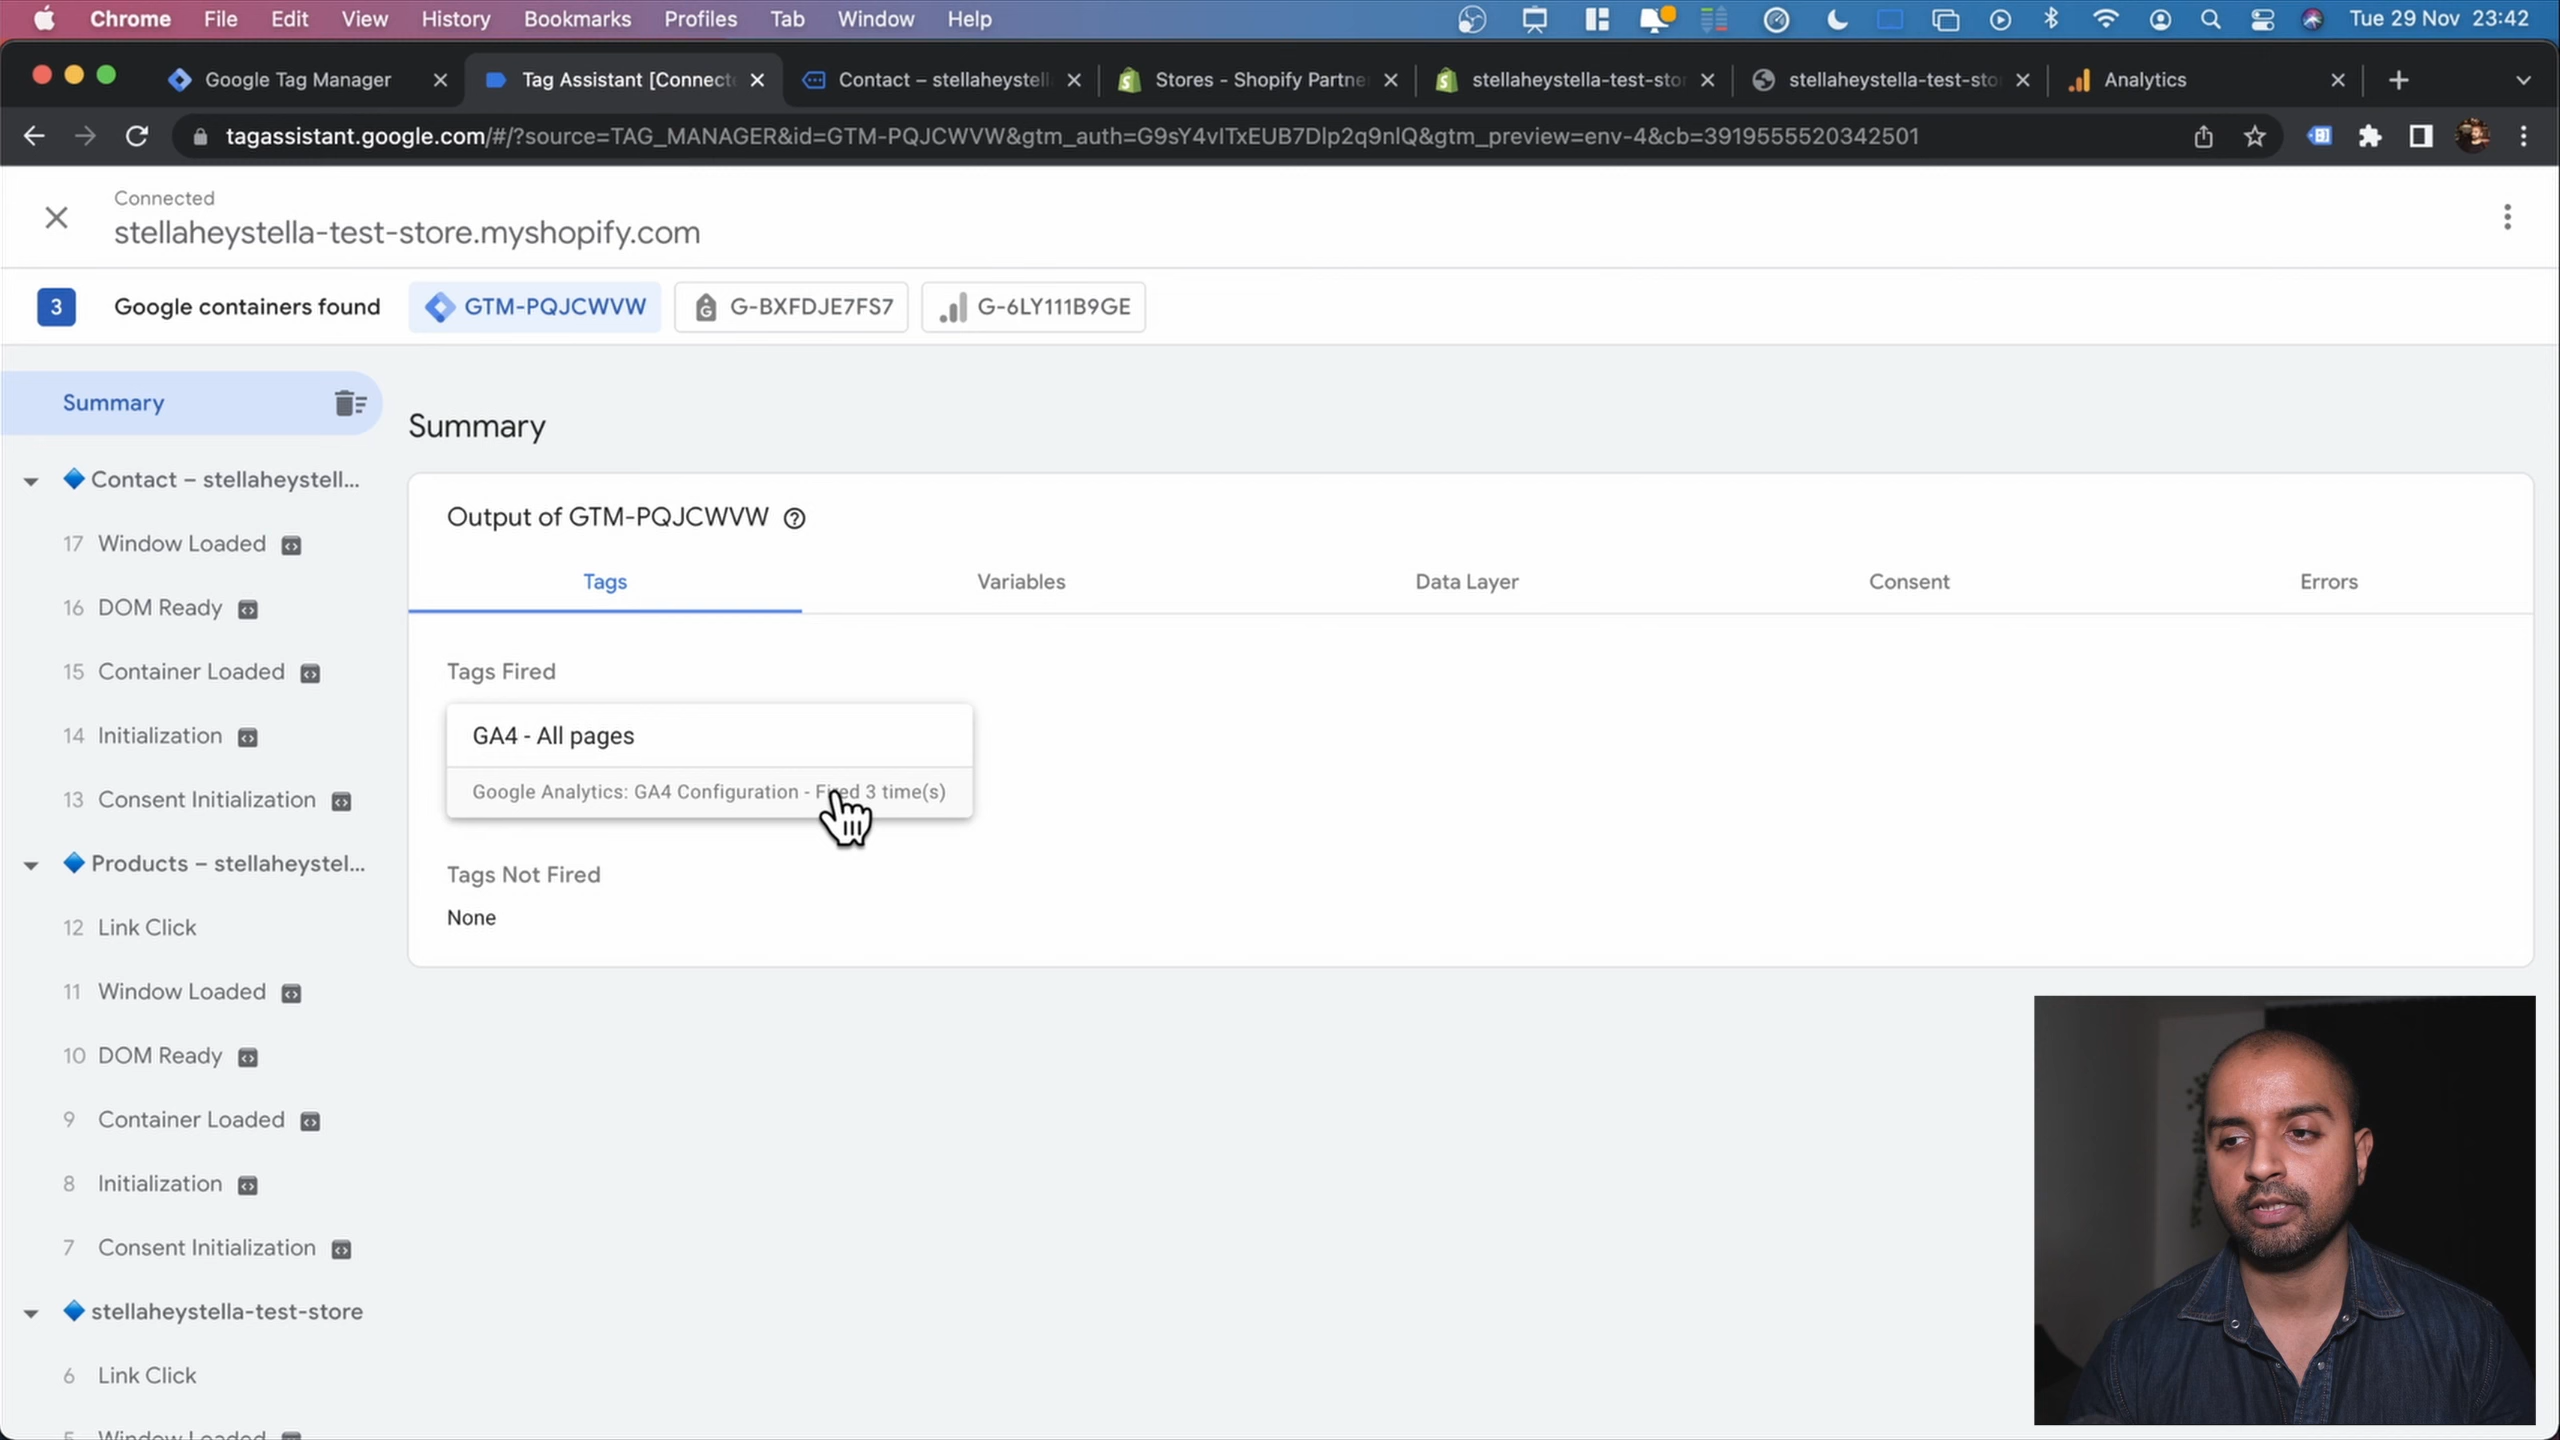 Chrome File Edit View History Bookmarks Profiles Tab Window Help Tue 29 Nov 23:42
Google Tag Manager Tag Assistant [Connect Contact – stellaheystell Stores - Shopify Partne stellaheystella-test-sto stellaheystella-test-sto Analytics
tagassistant.google.com/#/?source=TAG_MANAGER&id=GTM-PQJCWVW&gtm_auth=G9sY4vITxEUB7Dlp2q9nlQ&gtm_preview=env-4&cb=3919555520342501
Connected
stellaheystella-test-store.myshopify.com
3 Google containers found GTM-PQJCWVW G-BXFDJE7FS7 G-6LY111B9GE
Summary
Contact – stellaheystell...
17 Window Loaded
16 DOM Ready
15 Container Loaded
14 Initialization
13 Consent Initialization
Products – stellaheystel...
12 Link Click
11 Window Loaded
10 DOM Ready
9 Container Loaded
8 Initialization
7 Consent Initialization
stellaheystella-test-store
6 Link Click
5 Window Loaded
Summary
Output of GTM-PQJCWVW
Tags Variables Data Layer Consent Errors
Tags Fired
GA4 - All pages
Google Analytics: GA4 Configuration - Fired 3 time(s)
Tags Not Fired
None